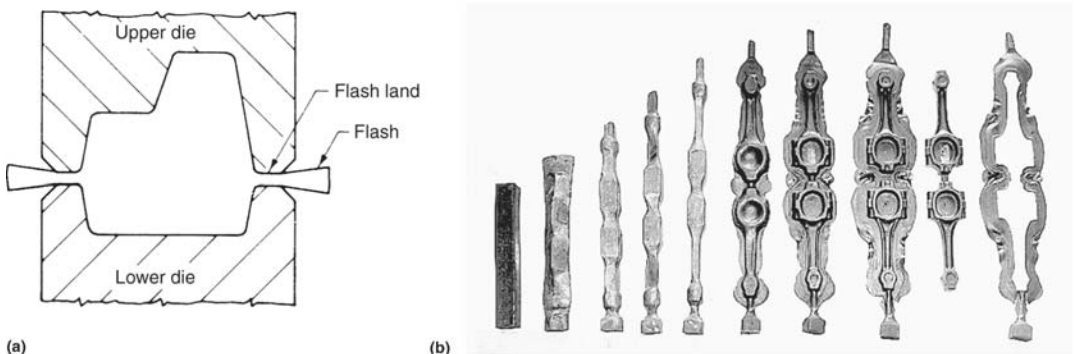 Upper die
Flash land
Flash
Lower die
(a)
(b)